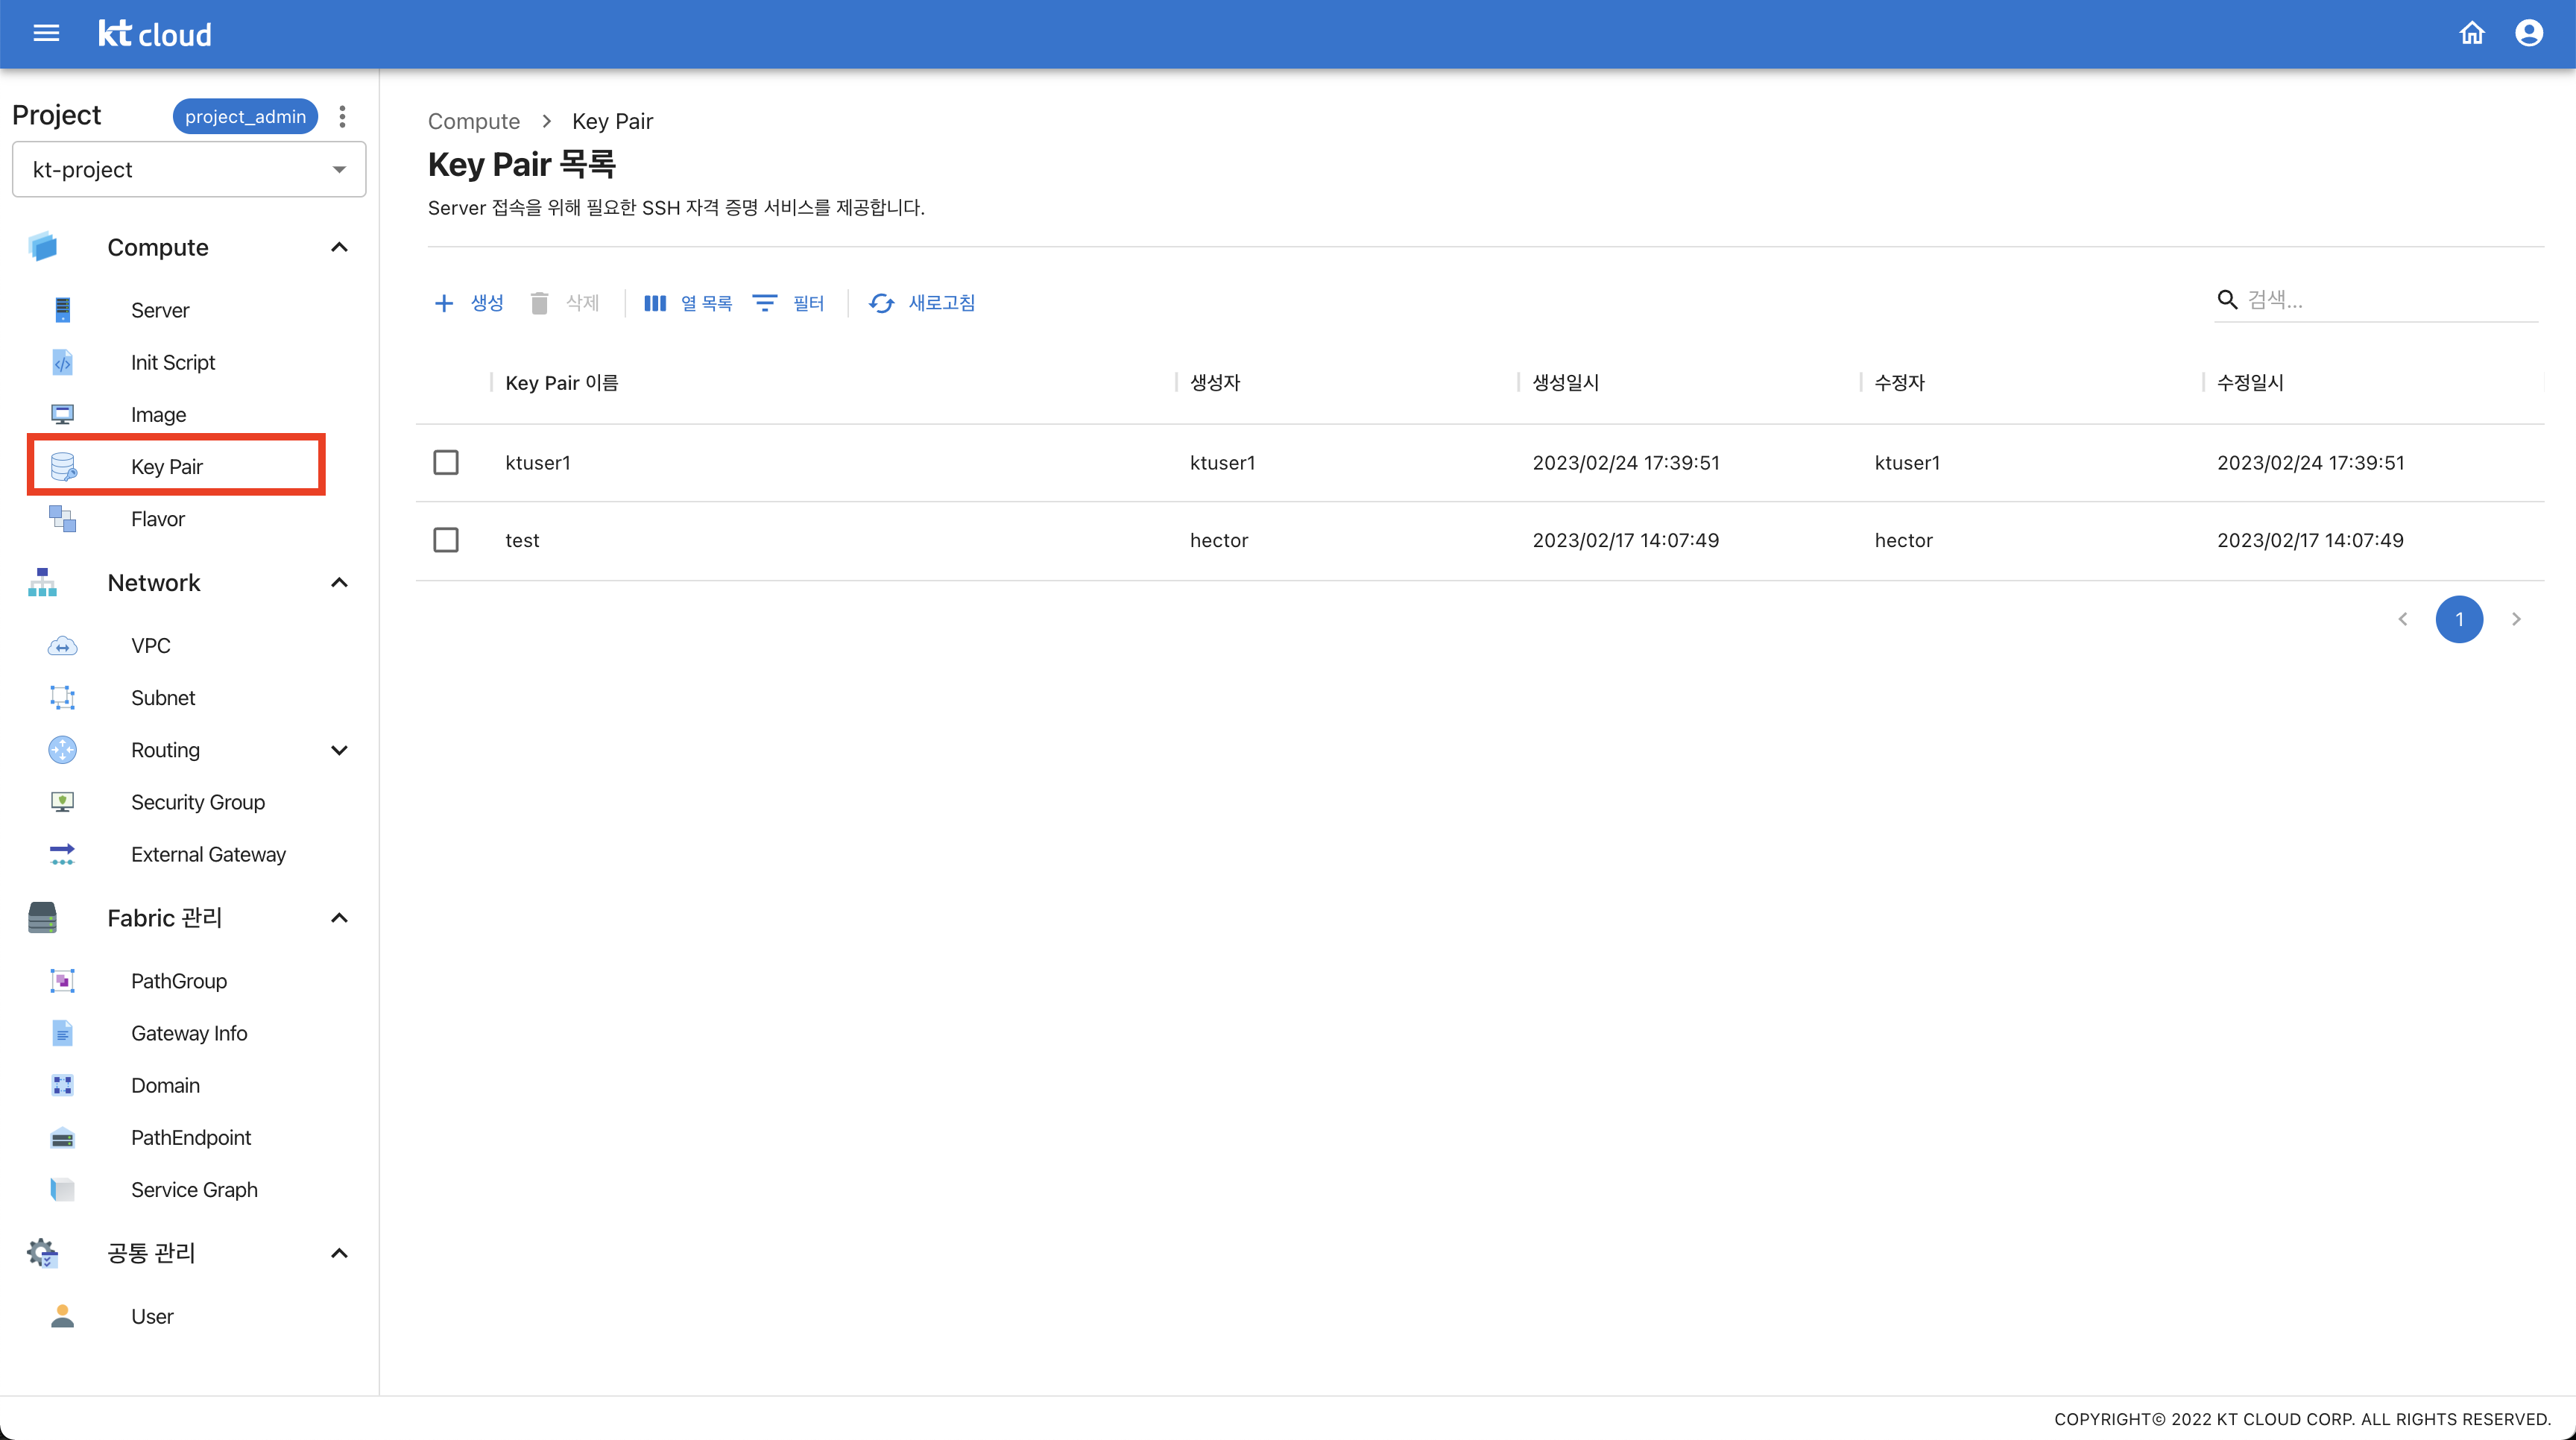 kt cloud
Project
project_admin
kt-project
Compute
Server
Init Script
Image
Key Pair
Flavor
Network
VPC
Subnet
Routing
Security Group
External Gateway
Fabric 관리
PathGroup
Gateway Info
Domain
PathEndpoint
Service Graph
공통 관리
User
Compute > Key Pair
Key Pair 목록
Server 접속을 위해 필요한 SSH 자격 증명 서비스를 제공합니다.
생성 삭제 열 목록 필터 새로고침 검색...
Key Pair 이름 생성자 생성일시 수정자 수정일시
ktuser1 ktuser1 2023/02/24 17:39:51 ktuser1 2023/02/24 17:39:51
test hector 2023/02/17 14:07:49 hector 2023/02/17 14:07:49
1
COPYRIGHT© 2022 KT CLOUD CORP. ALL RIGHTS RESERVED.